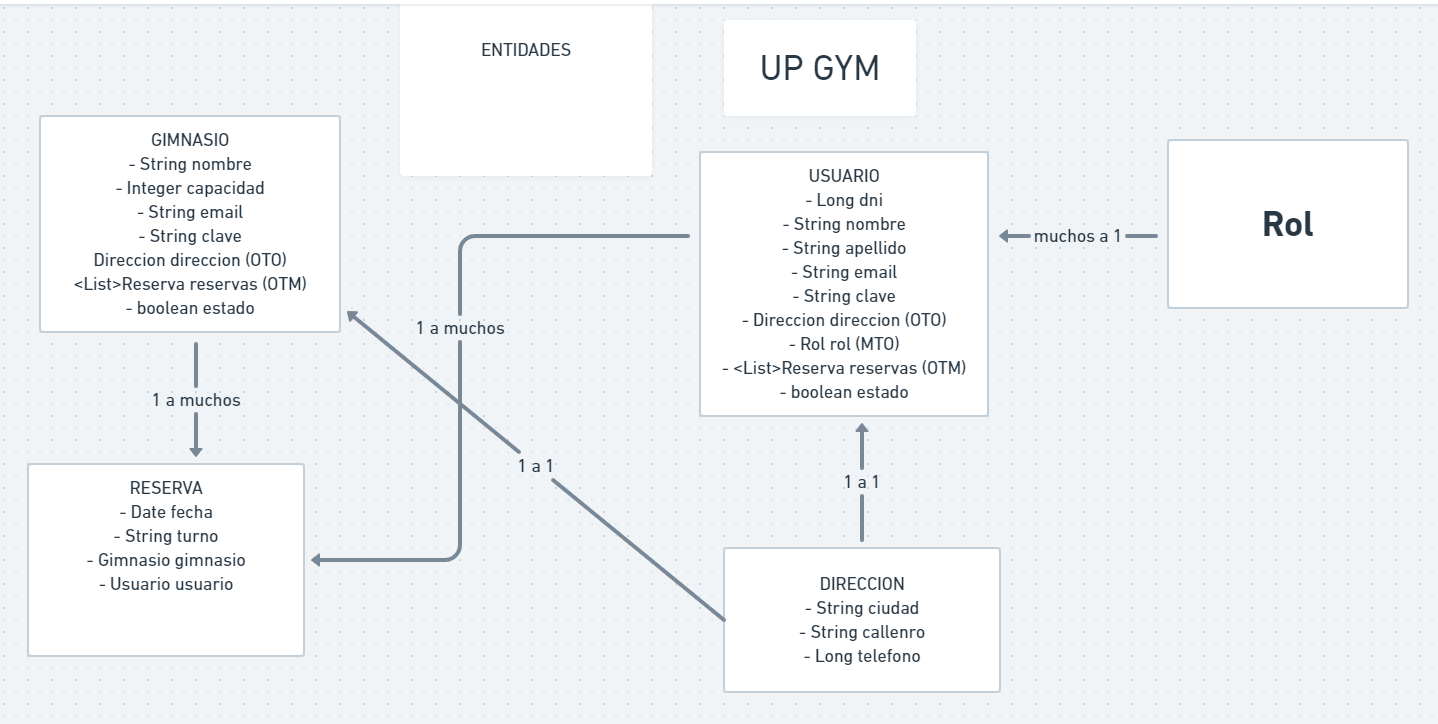 ENTIDADES
UP GYM
GIMNASIO
- String nombre
- Integer capacidad
- String email
- String clave
Direccion direccion (OTO)
<List>Reserva reservas (OTM)
- boolean estado
USUARIO
- Long dni
- String nombre
- String apellido
- String email
- String clave
- Direccion direccion (OTO)
- Rol rol (MTO)
- <List>Reserva reservas (OTM)
- boolean estado
muchos a 1
Rol
1 a muchos
1 a muchos
1 a 1
1 a 1
RESERVA
- Date fecha
- String turno
- Gimnasio gimnasio
- Usuario usuario
DIRECCION
- String ciudad
- String callenro
- Long telefono